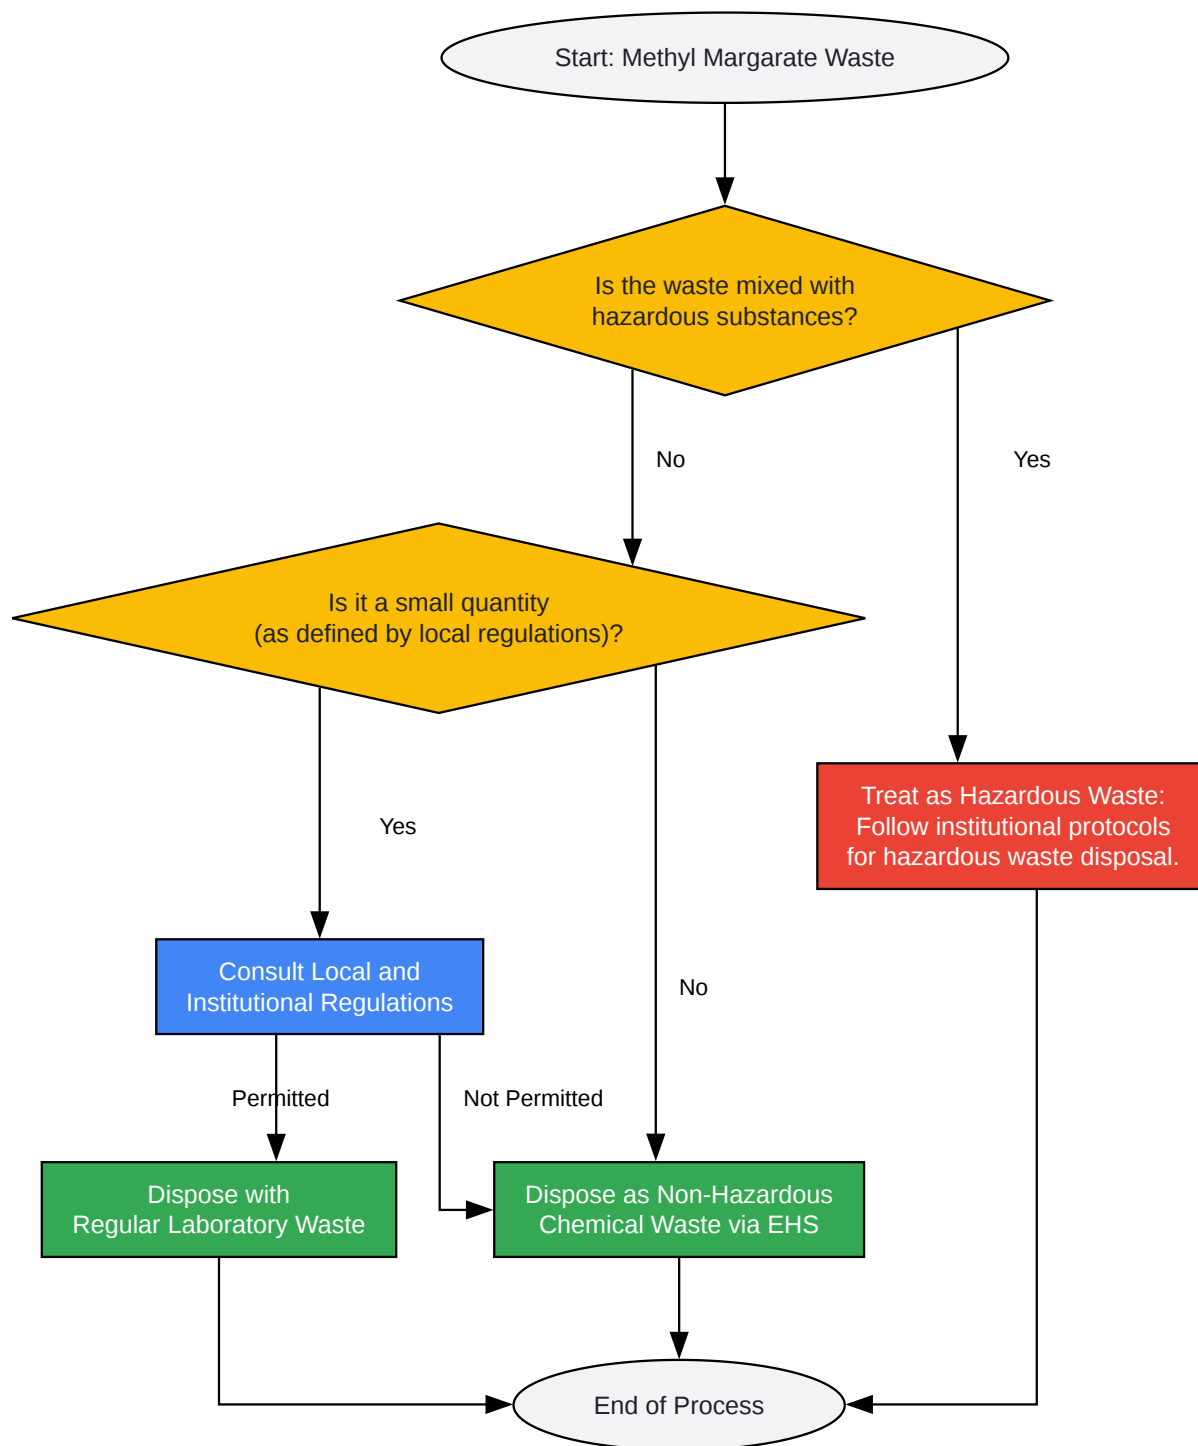 Start: Methyl Margarate Waste
Is the waste mixed with
hazardous substances?
No
Yes
Is it a small quantity
(as defined by local regulations)?
Treat as Hazardous Waste:
Follow institutional protocols
for hazardous waste disposal.
Yes
Consult Local and
Institutional Regulations
No
Permitted
Not Permitted
Dispose with
Regular Laboratory Waste
Dispose as Non-Hazardous
Chemical Waste via EHS
End of Process